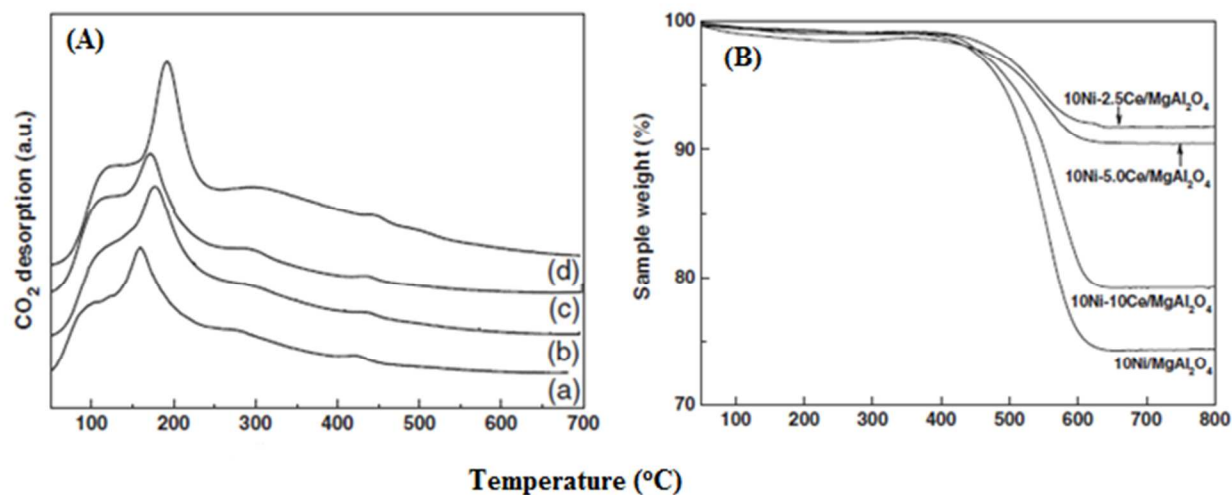 (A)
CO₂ desorption (a.u.)
(d)
(c)
(b)
(a)
100 200 300 400 500 600 700
(B)
Sample weight (%)
100
90
80
70
10Ni-2.5Ce/MgAl₂O₄
10Ni-5.0Ce/MgAl₂O₄
10Ni-10Ce/MgAl₂O₄
10Ni/MgAl₂O₄
100 200 300 400 500 600 700 800
Temperature (°C)